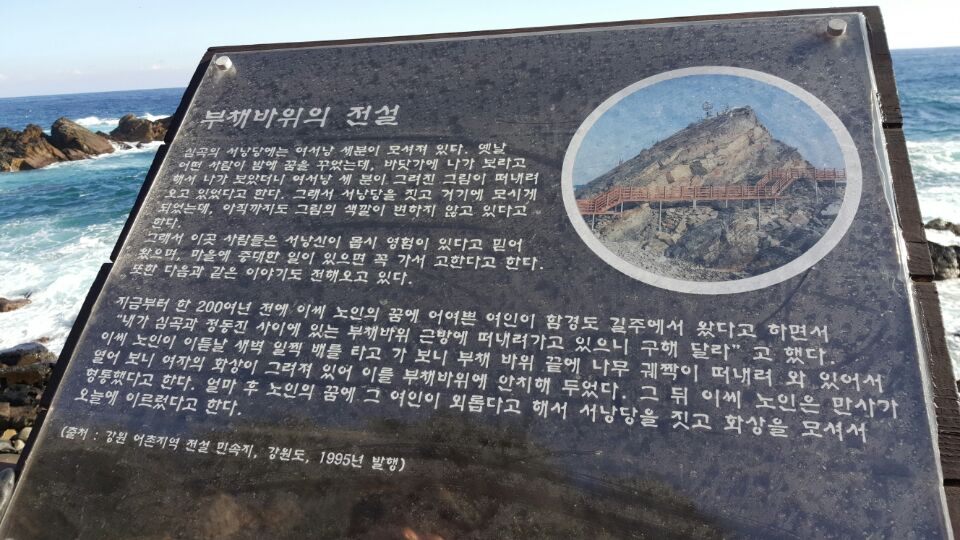 부채바위의 전설
심곡의 서낭당에는 여서낭 세분이 모셔져 있다. 옛날
어떤 사람이 밤에 꿈을 꾸었는데, 바닷가에 나가 보라고
해서 나가 보았더니 여서낭 세 분이 그려진 그림이 떠내려
오고 있었다고 한다. 그래서 서낭당을 짓고 거기에 모시게
되었는데, 아직까지도 그림의 색깔이 변하지 않고 있다고
한다.
그래서 이곳 사람들은 서낭신이 몹시 영험이 있다고 믿어
왔으며, 마을에 중대한 일이 있으면 꼭 가서 고한다고 한다.
또한 다음과 같은 이야기도 전해오고 있다.
지금부터 한 200여년 전에 이씨 노인의 꿈에 어여쁜 여인이 함경도 길주에서 왔다고 하면서
"내가 심곡과 정동진 사이에 있는 부채바위 근방에 떠내려가고 있으니 구해 달라" 고 했다.
이씨 노인이 이튿날 새벽 일찍 배를 타고 가 보니 부채 바위 끝에 나무 궤짝이 떠내려 와 있어서
열어 보니 여자의 화상이 그려져 있어 이를 부채바위에 안치해 두었다. 그 뒤 이씨 노인은 만사가
형통했다고 한다. 얼마 후 노인의 꿈에 그 여인이 외롭다고 해서 서낭당을 짓고 화상을 모셔서
오늘에 이르렀다고 한다.
(출처 : 강원 어촌지역 전설 민속지, 강원도, 1995년 발행)